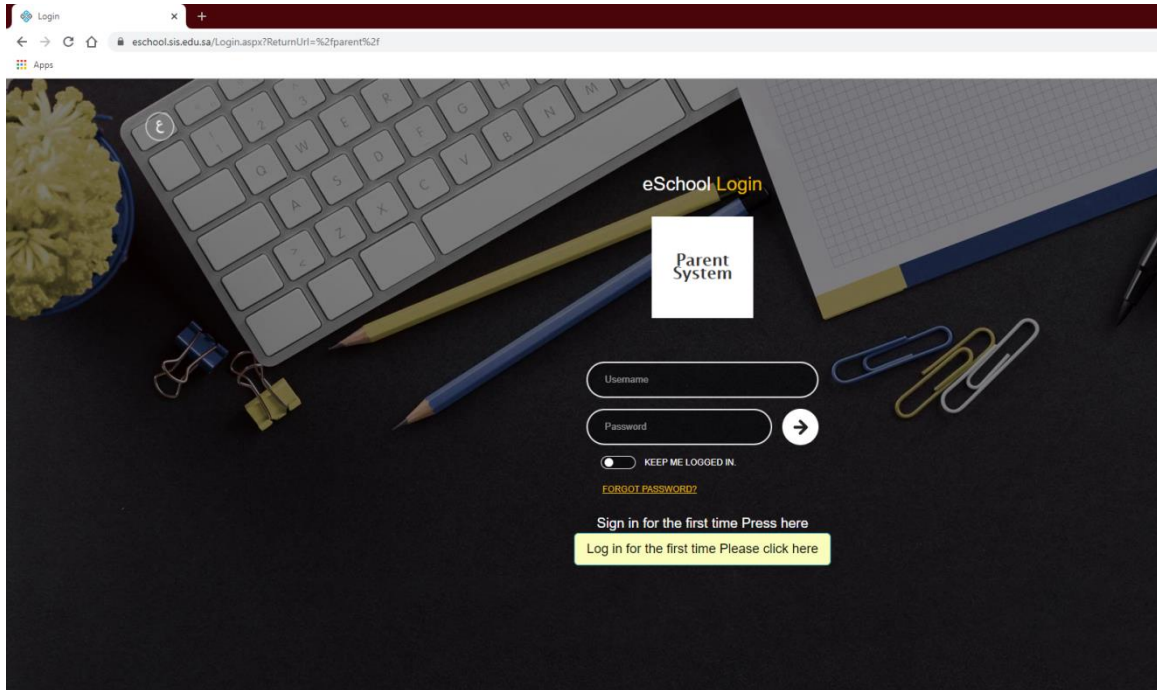 Login
eschool.sis.edu.sa/Login.aspx?ReturnUrl=%2fparent%2f
Apps
ع
eSchool Login
Parent
System
Username
Password
KEEP ME LOGGED IN.
FORGOT PASSWORD?
Sign in for the first time Press here
Log in for the first time Please click here